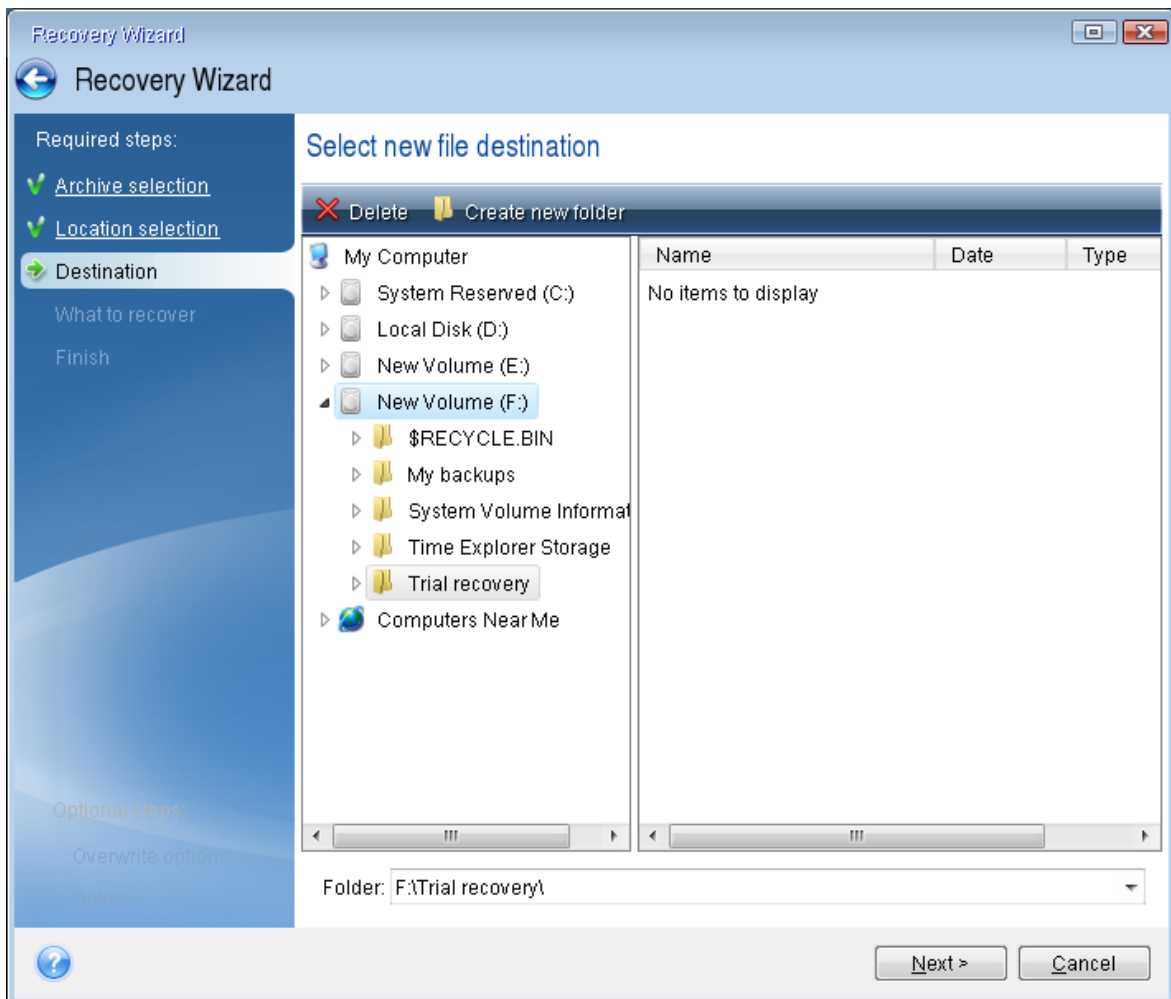 Recovery Wizard
Recovery Wizard
Required steps:
Archive selection
Location selection
Destination
What to recover
Finish
Optional steps:
Overwrite options
Options
Select new file destination
Delete Create new folder
My Computer
System Reserved (C:)
Local Disk (D:)
New Volume (E:)
New Volume (F:)
$RECYCLE.BIN
My backups
System Volume Informat
Time Explorer Storage
Trial recovery
Computers Near Me
Name Date Type
No items to display
Folder: F:\Trial recovery\
Next > Cancel